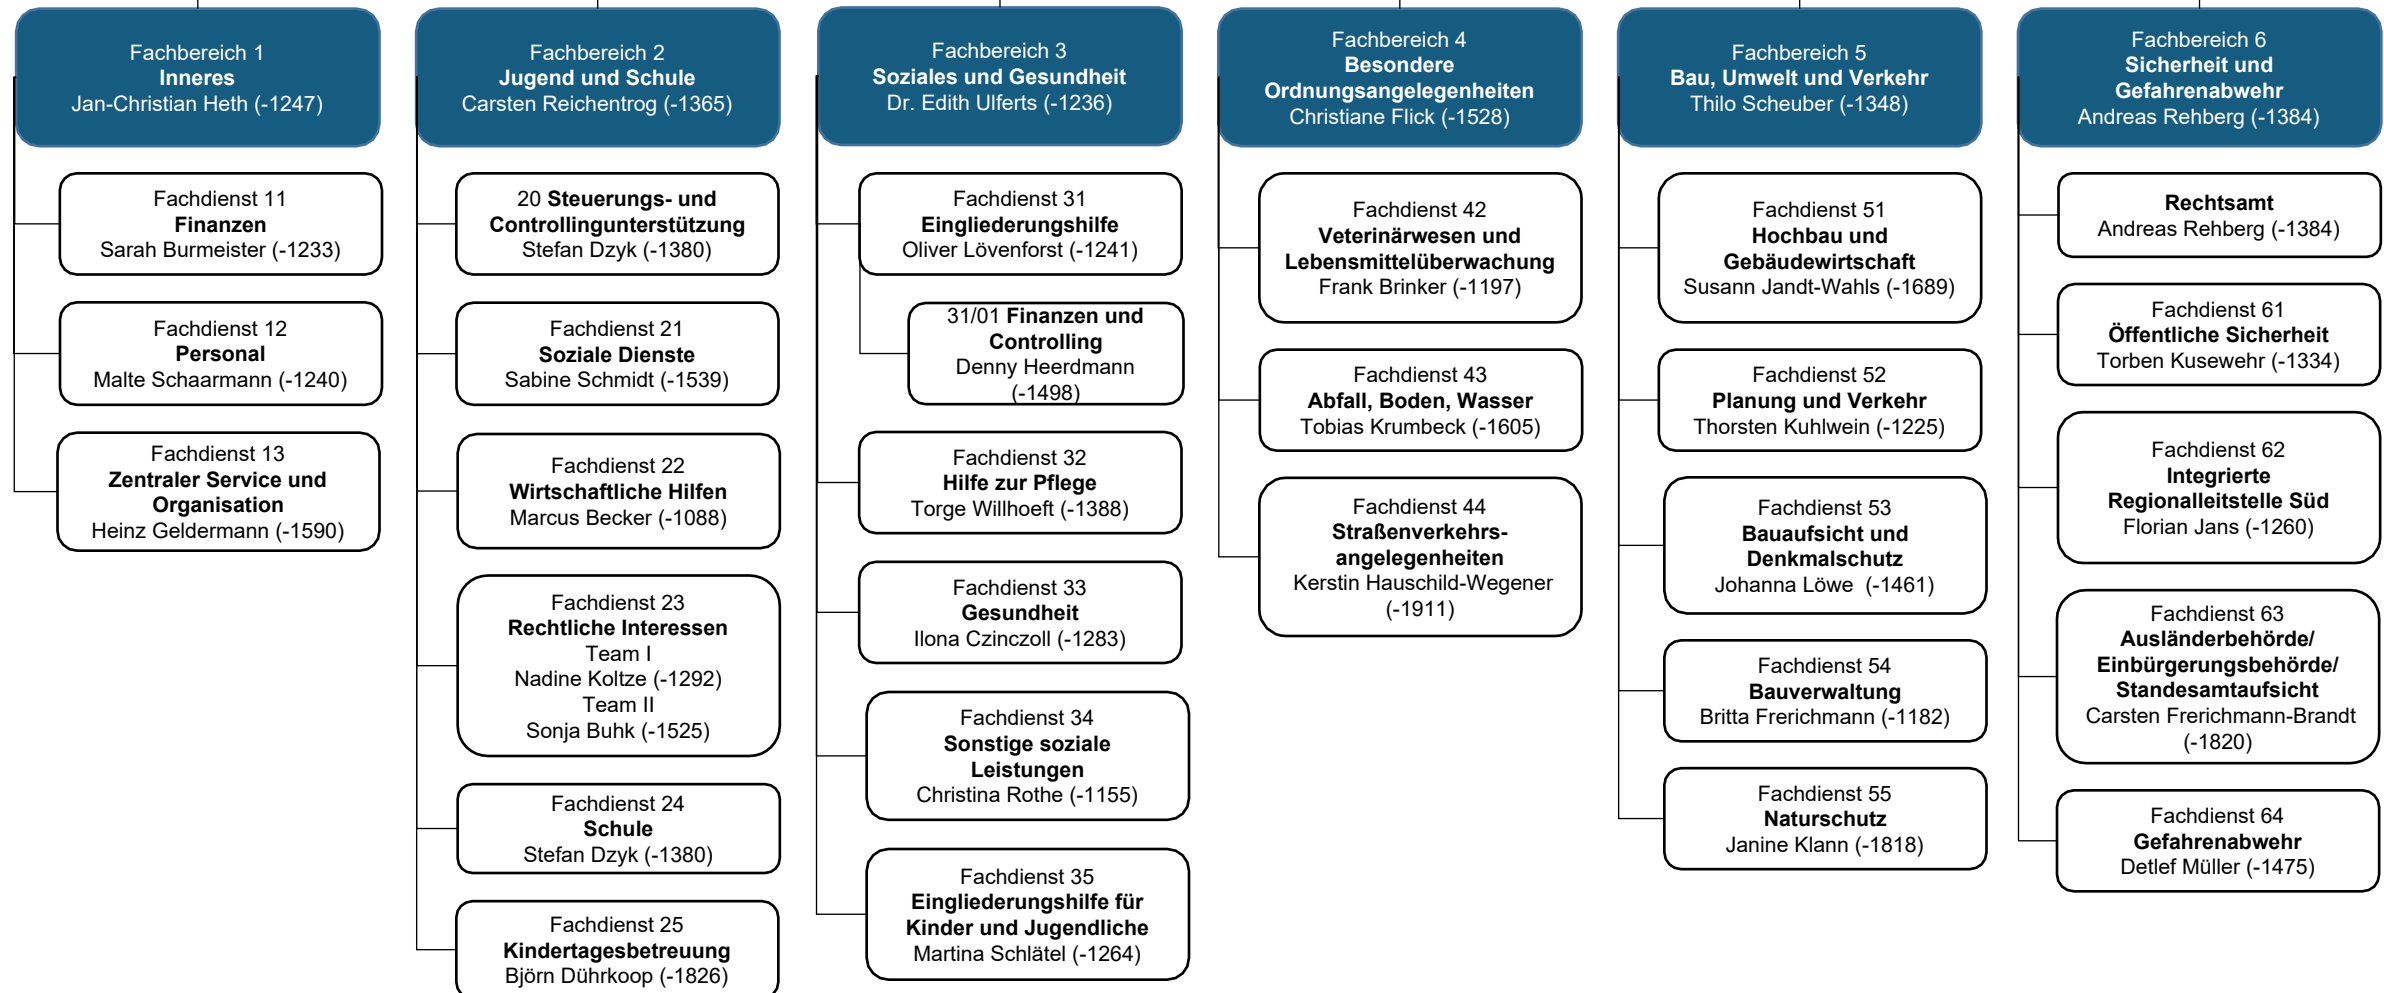 Fachbereich 1
Inneres
Jan-Christian Heth (-1247)
Fachdienst 11
Finanzen
Sarah Burmeister (-1233)
Fachdienst 12
Personal
Malte Schaarmann (-1240)
Fachdienst 13
Zentraler Service und
Organisation
Heinz Geldermann (-1590)
Fachbereich 2
Jugend und Schule
Carsten Reichentrog (-1365)
20 Steuerungs- und
Controllingunterstützung
Stefan Dzyk (-1380)
Fachdienst 21
Soziale Dienste
Sabine Schmidt (-1539)
Fachdienst 22
Wirtschaftliche Hilfen
Marcus Becker (-1088)
Fachdienst 23
Rechtliche Interessen
Team I
Nadine Koltze (-1292)
Team II
Sonja Buhk (-1525)
Fachdienst 24
Schule
Stefan Dzyk (-1380)
Fachdienst 25
Kindertagesbetreuung
Björn Dührkoop (-1826)
Fachbereich 3
Soziales und Gesundheit
Dr. Edith Ulferts (-1236)
Fachdienst 31
Eingliederungshilfe
Oliver Lövenforst (-1241)
31/01 Finanzen und
Controlling
Denny Heerdmann
(-1498)
Fachdienst 32
Hilfe zur Pflege
Torge Willhoeft (-1388)
Fachdienst 33
Gesundheit
Ilona Czinczoll (-1283)
Fachdienst 34
Sonstige soziale
Leistungen
Christina Rothe (-1155)
Fachdienst 35
Eingliederungshilfe für
Kinder und Jugendliche
Martina Schlätel (-1264)
Fachbereich 4
Besondere
Ordnungsangelegenheiten
Christiane Flick (-1528)
Fachdienst 42
Veterinärwesen und
Lebensmittelüberwachung
Frank Brinker (-1197)
Fachdienst 43
Abfall, Boden, Wasser
Tobias Krumbeck (-1605)
Fachdienst 44
Straßenverkehrs-
angelegenheiten
Kerstin Hauschild-Wegener
(-1911)
Fachbereich 5
Bau, Umwelt und Verkehr
Thilo Scheuber (-1348)
Fachdienst 51
Hochbau und
Gebäudewirtschaft
Susann Jandt-Wahls (-1689)
Fachdienst 52
Planung und Verkehr
Thorsten Kuhlwein (-1225)
Fachdienst 53
Bauaufsicht und
Denkmalschutz
Johanna Löwe (-1461)
Fachdienst 54
Bauverwaltung
Britta Frerichmann (-1182)
Fachdienst 55
Naturschutz
Janine Klann (-1818)
Fachbereich 6
Sicherheit und
Gefahrenabwehr
Andreas Rehberg (-1384)
Rechtsamt
Andreas Rehberg (-1384)
Fachdienst 61
Öffentliche Sicherheit
Torben Kusewehr (-1334)
Fachdienst 62
Integrierte
Regionalleitstelle Süd
Florian Jans (-1260)
Fachdienst 63
Ausländerbehörde/
Einbürgerungsbehörde/
Standesamtaufsicht
Carsten Frerichmann-Brandt
(-1820)
Fachdienst 64
Gefahrenabwehr
Detlef Müller (-1475)